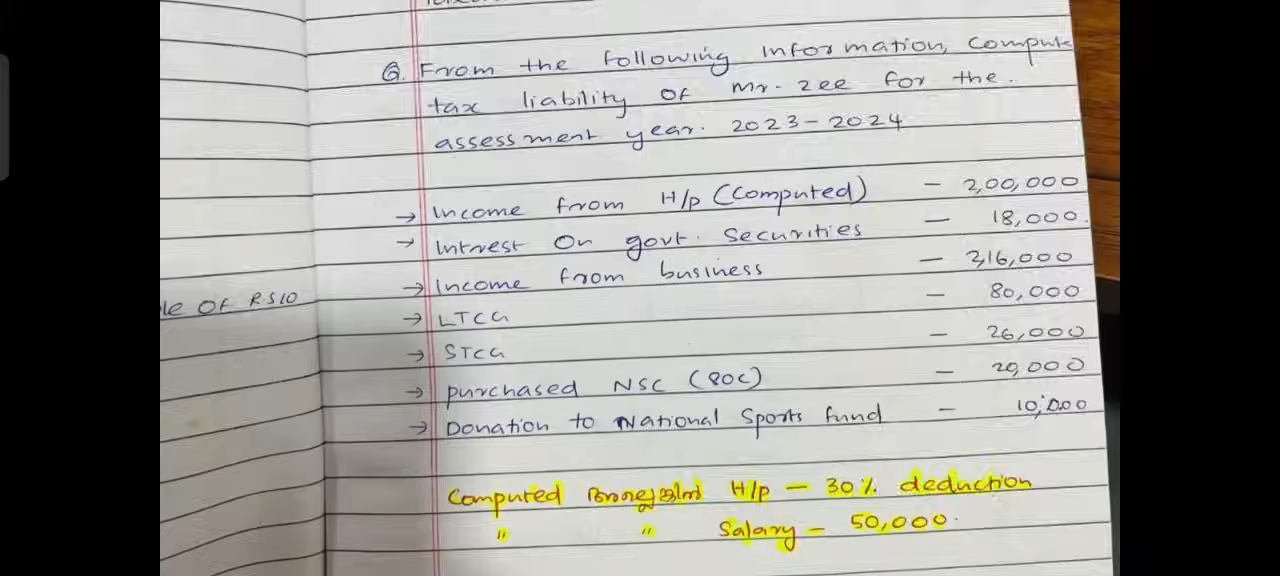 Q. From the following information, compute
tax liability of Mr. Zee for the.
assessment year. 2023-2024
→ Income from H/p (Computed) - 2,00,000
→ Intrest on govt. securities - 18,000.
→ Income from business - 3,16,000
le of RS10
→ LTCG - 80,000
→ STCG - 26,000
→ purchased NSC (80C) - 20,000
→ Donation to National Sports fund - 10,000
Computed H/p - 30% deduction
" " Salary - 50,000.